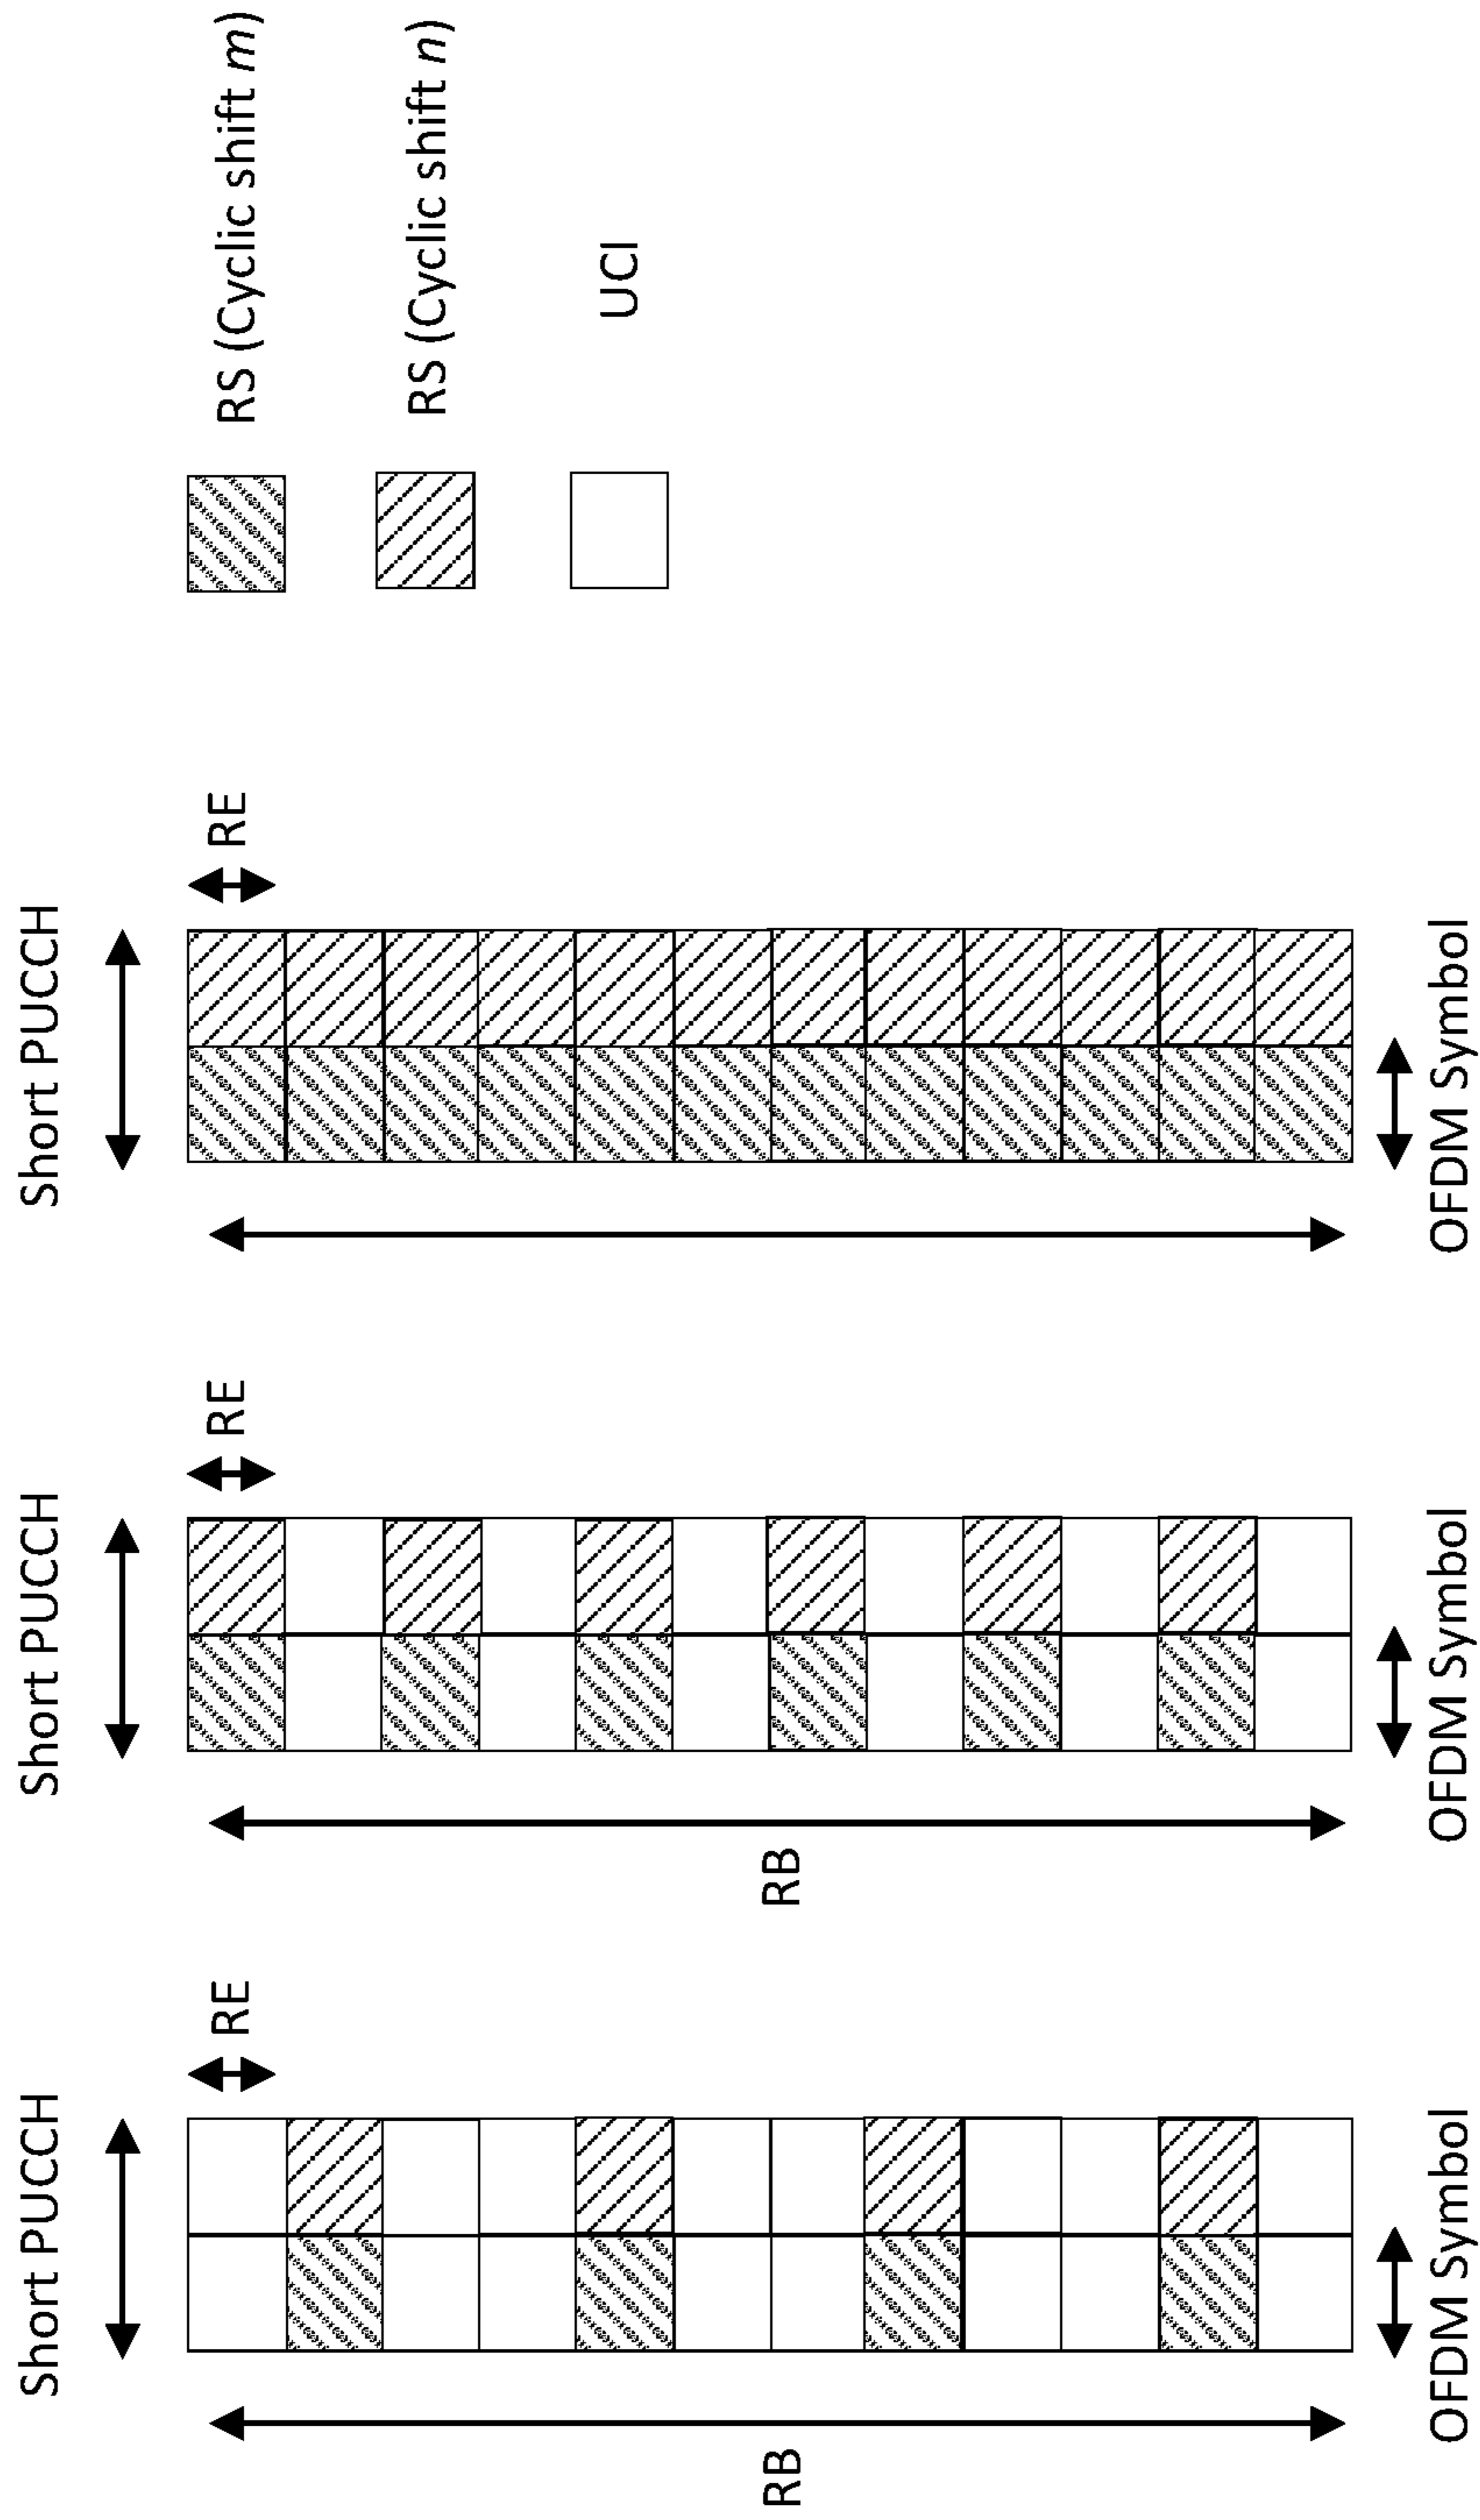 Short PUCCH
Short PUCCH
Short PUCCH
RE
RE
RE
RS (Cyclic shift m)
RS (Cyclic shift n)
UCI
RB
RB
OFDM Symbol
OFDM Symbol
OFDM Symbol